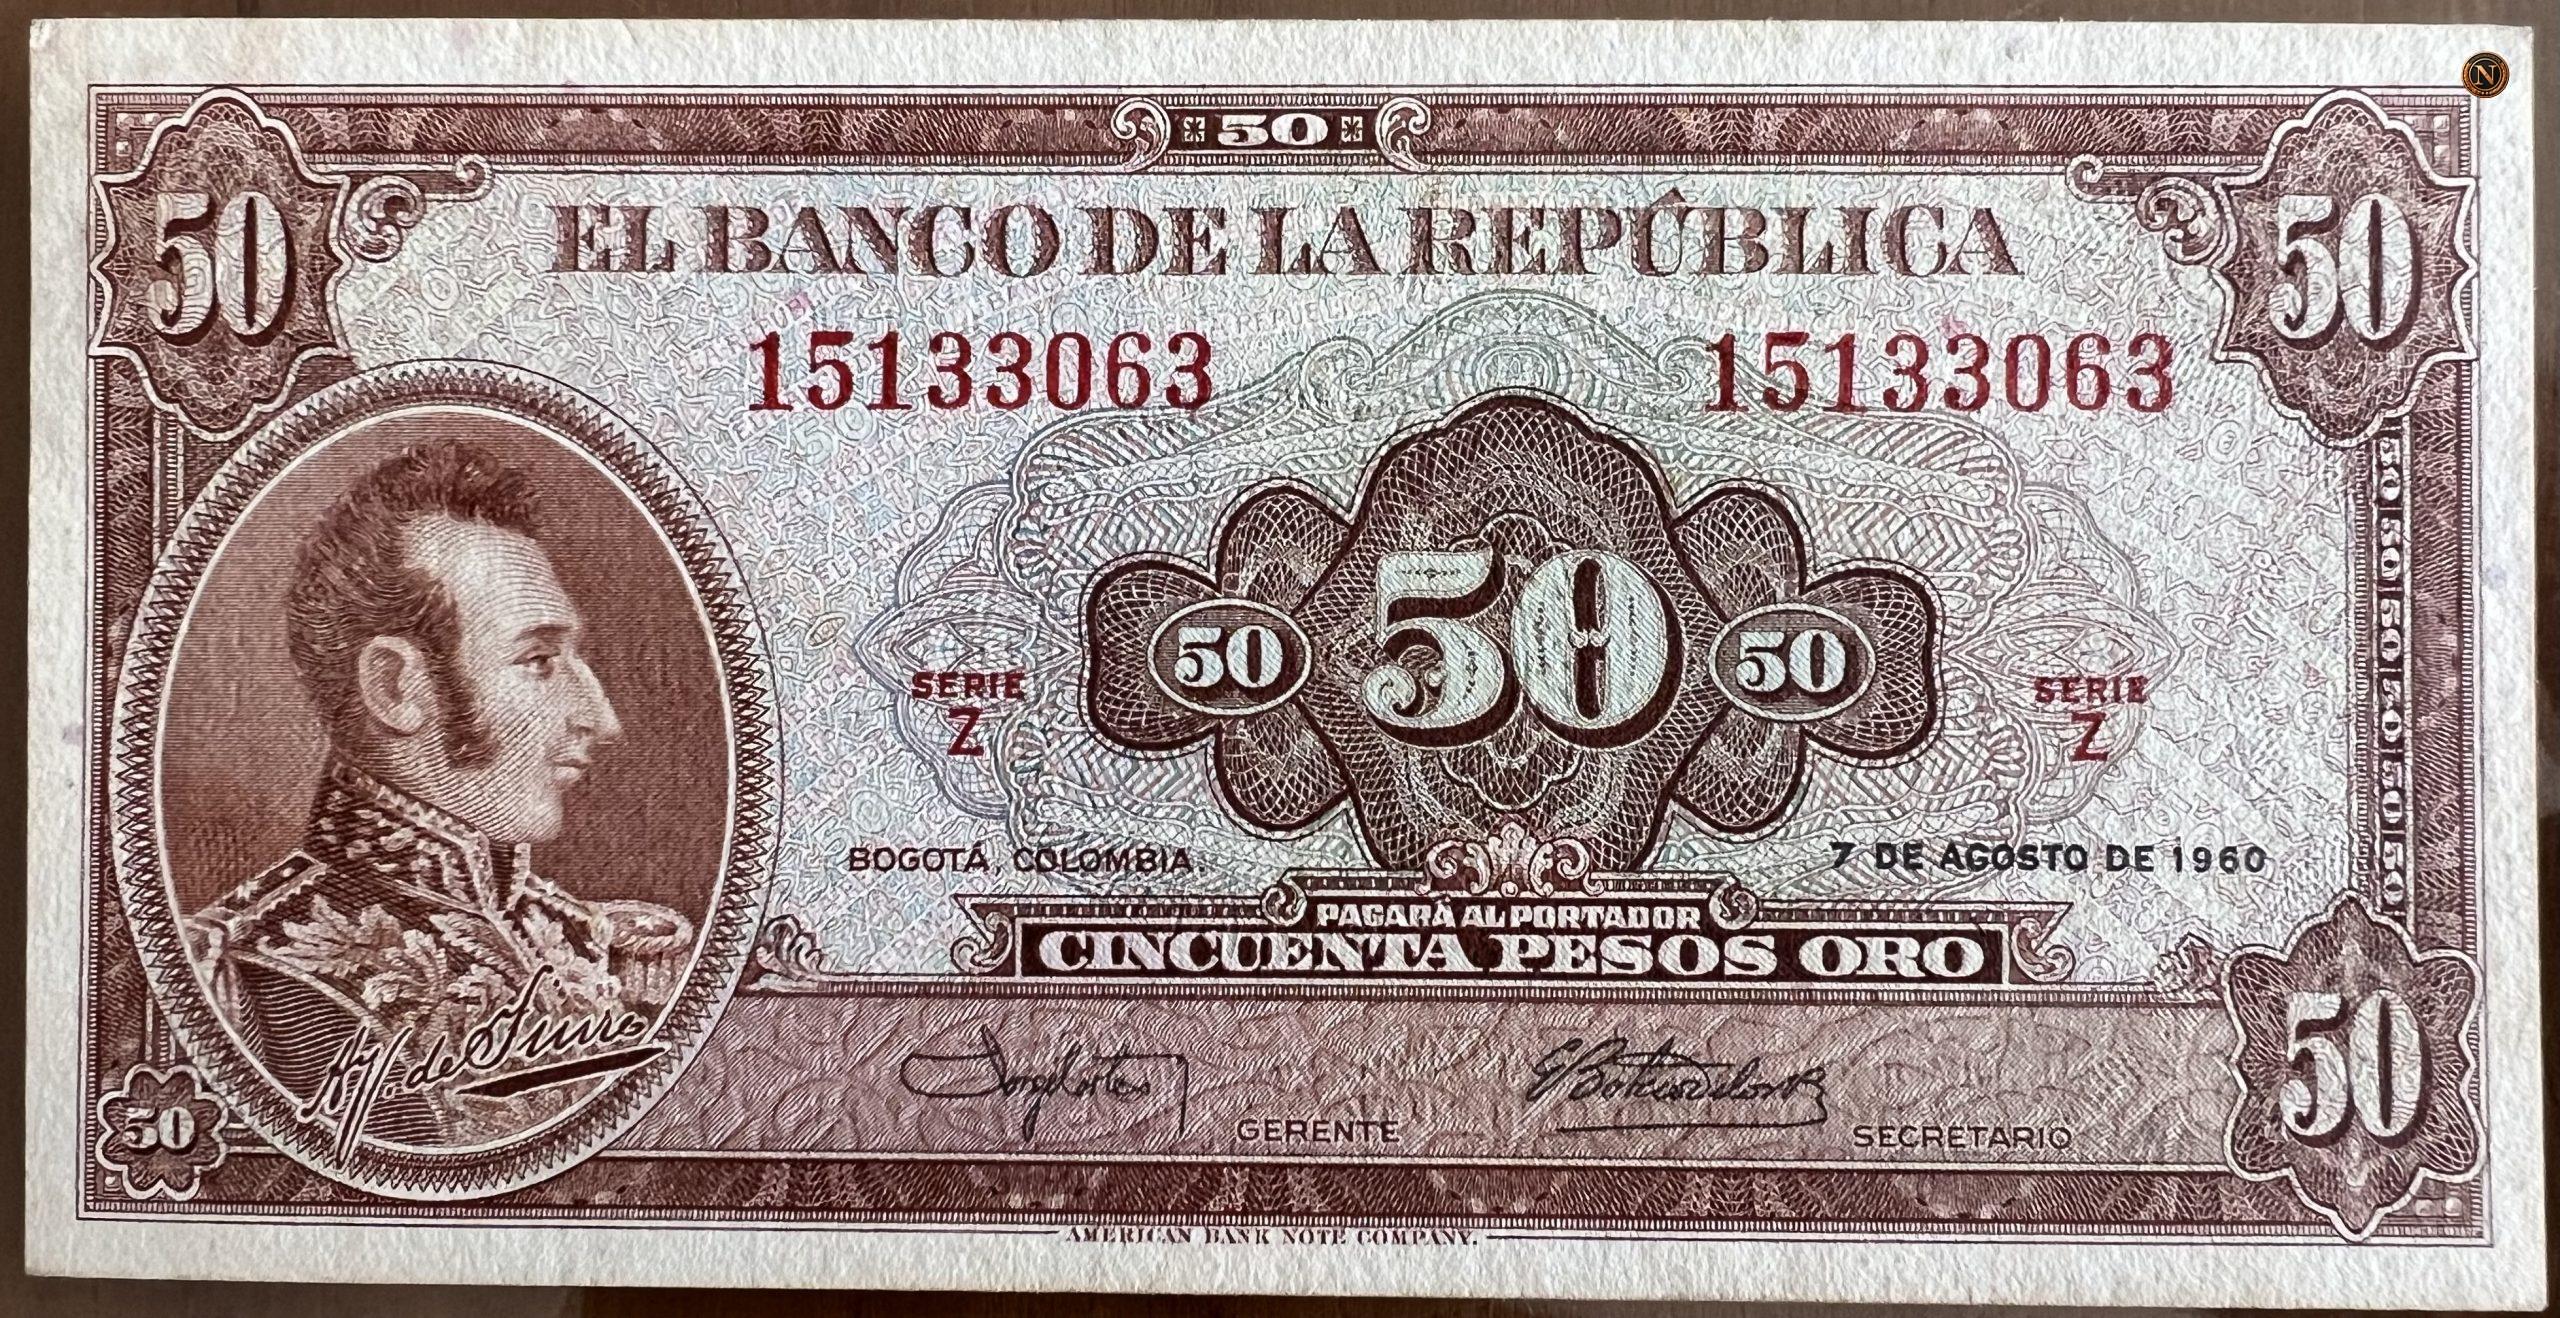 50
50 50
EL BANCO DE LA REPÚBLICA
15133063 15133063
50 50 50
SERIE
Z
SERIE
Z
BOGOTÁ, COLOMBIA. 7 DE AGOSTO DE 1960
PAGARÁ AL PORTADOR
CINCUENTA PESOS ORO
50
50
GERENTE
SECRETARIO
AMERICAN BANK NOTE COMPANY.
N